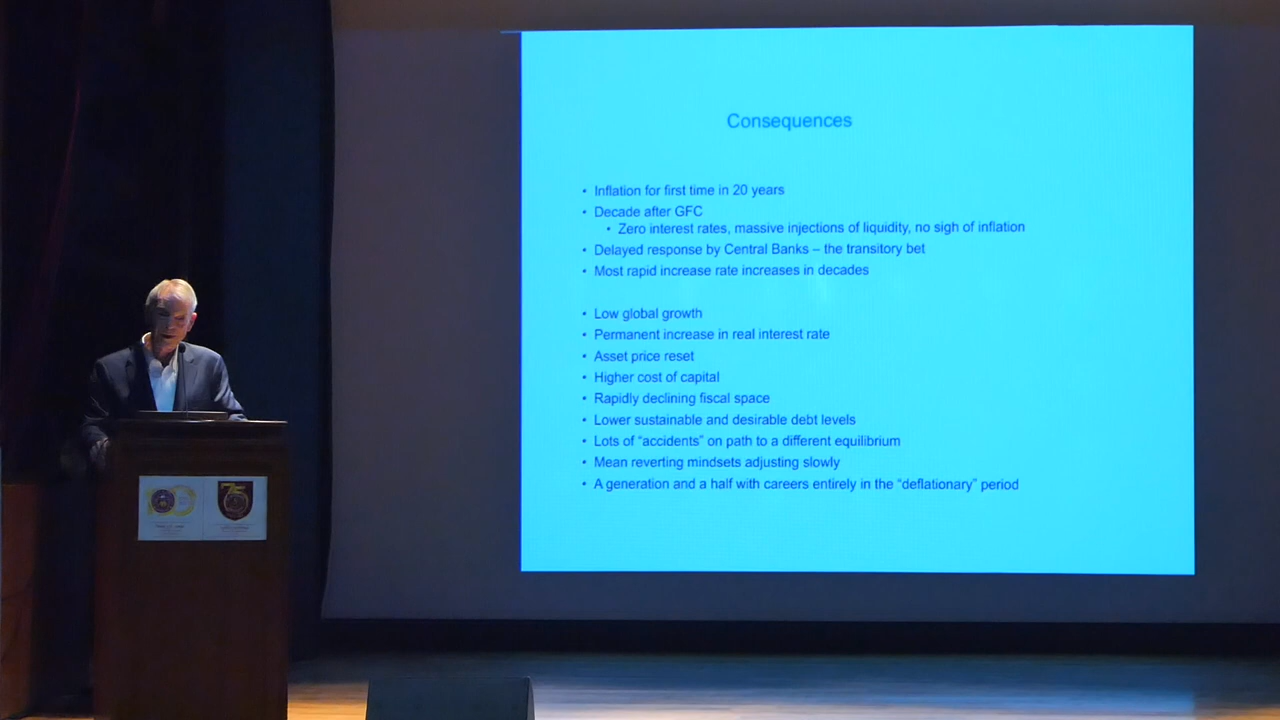 Consequences
• Inflation for first time in 20 years
• Decade after GFC
• Zero interest rates, massive injections of liquidity, no sigh of inflation
• Delayed response by Central Banks – the transitory bet
• Most rapid increase rate increases in decades
• Low global growth
• Permanent increase in real interest rate
• Asset price reset
• Higher cost of capital
• Rapidly declining fiscal space
• Lower sustainable and desirable debt levels
• Lots of “accidents” on path to a different equilibrium
• Mean reverting mindsets adjusting slowly
• A generation and a half with careers entirely in the “deflationary” period
75